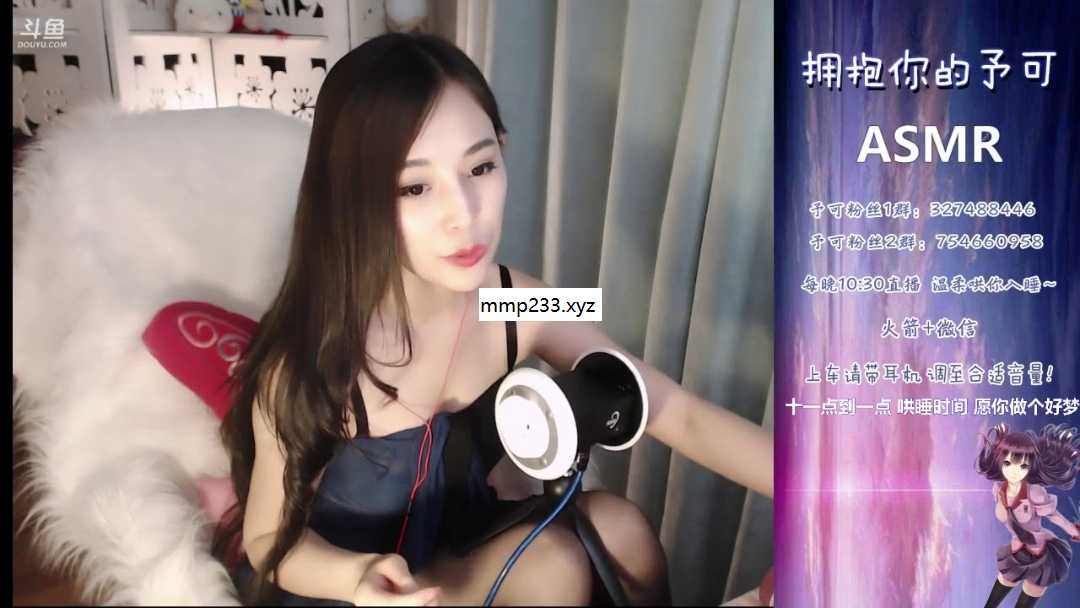 斗鱼
DOUYU.COM
mmp233.xyz
拥抱你的予可
ASMR
予可粉丝1群：327488446
予可粉丝2群：754660958
每晚10:30直播 温柔哄你入睡~
火箭+微信
上车请带耳机 调至合适音量！
十一点到一点 哄睡时间 愿你做个好梦